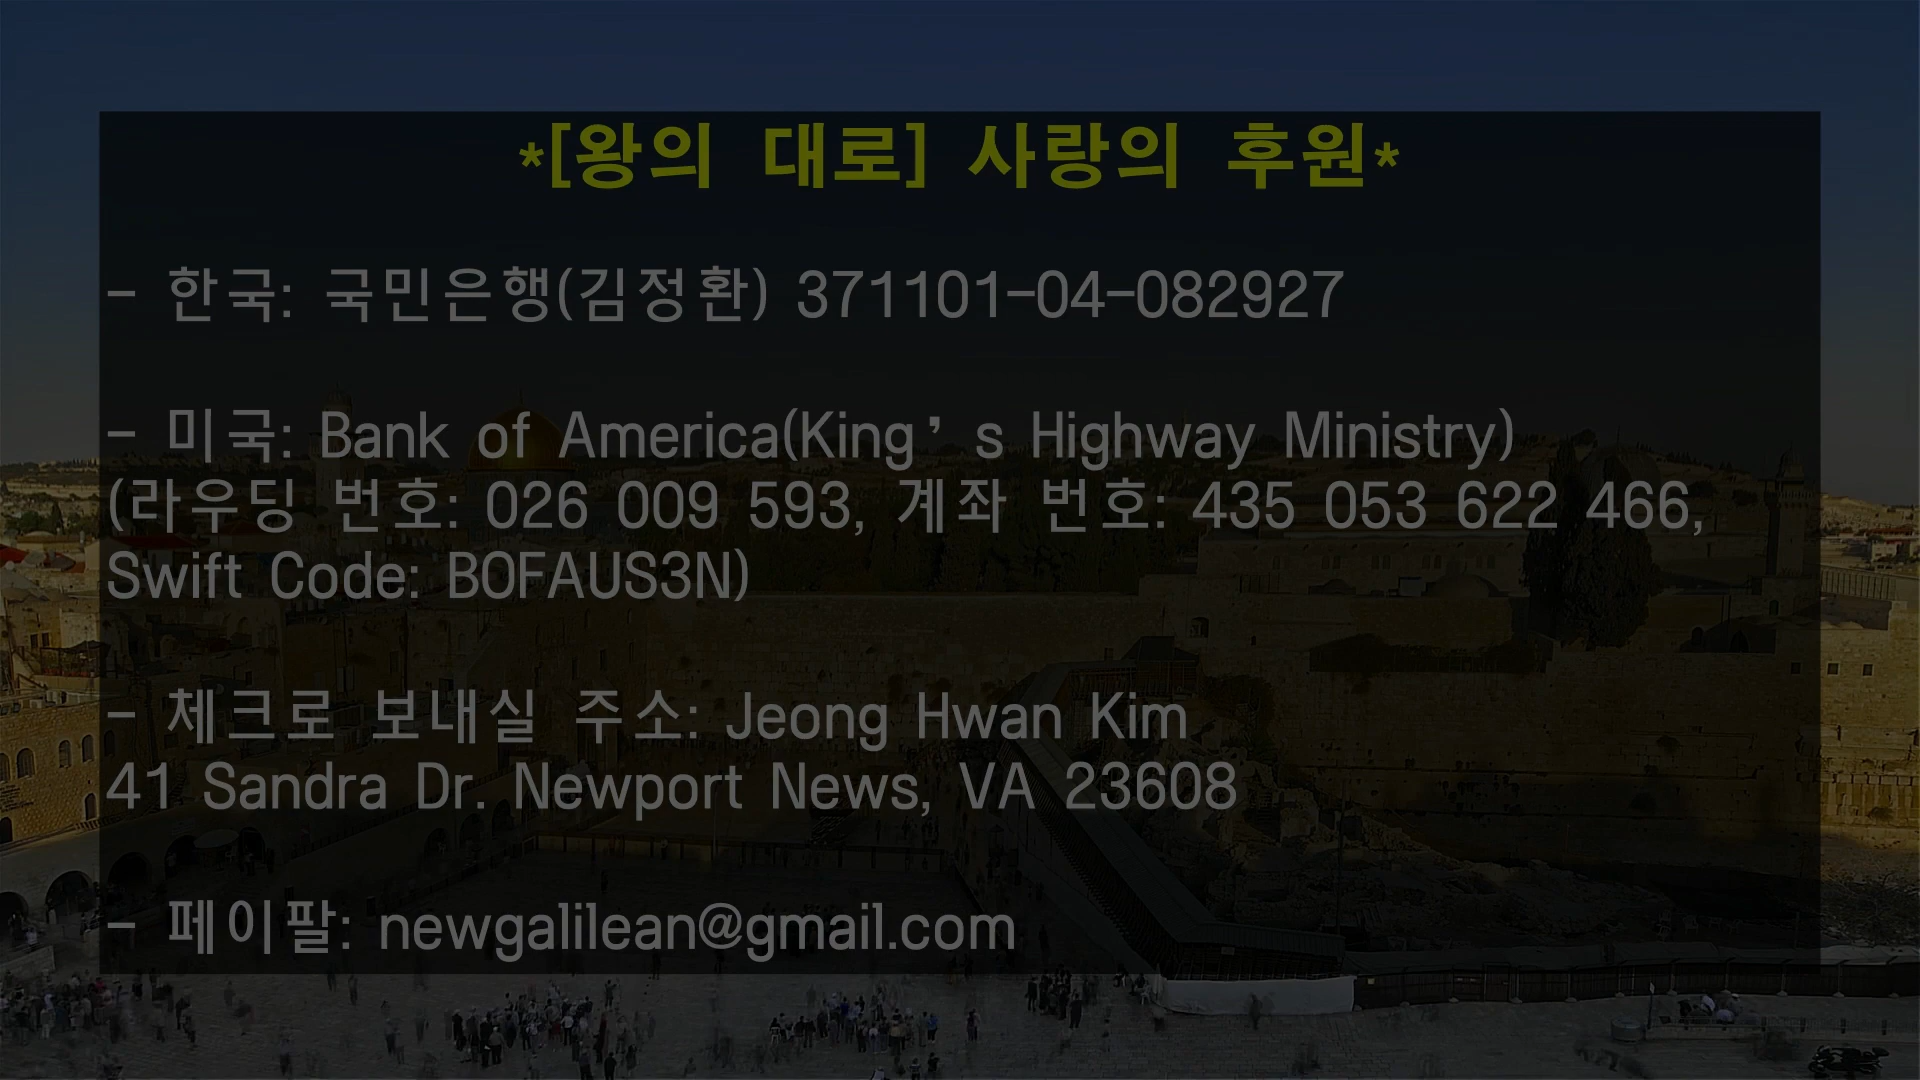 *[왕의 대로] 사랑의 후원*
- 한국: 국민은행(김정환) 371101-04-082927
- 미국: Bank of America(King’s Highway Ministry)
(라우딩 번호: 026 009 593, 계좌 번호: 435 053 622 466,
Swift Code: BOFAUS3N)
- 체크로 보내실 주소: Jeong Hwan Kim
41 Sandra Dr. Newport News, VA 23608
- 페이팔: newgalilean@gmail.com